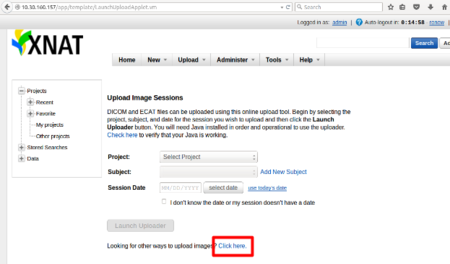 10.30.160.157/app/template/LaunchUploadApplet.vm
Search
Logged in as: admin | Auto logout in: 0:14:58 renew |
XNAT
Search
Home New Upload Administer Tools Help
Projects
Recent
Favorite
My projects
Other projects
Stored Searches
Data
Upload Image Sessions
DICOM and ECAT files can be uploaded using this online upload tool. Begin by selecting the
project, subject, and date for the session you wish to upload and then click the Launch
Uploader button. You will need Java installed in order and operational to use the uploader.
Check here to verify that your Java is working.
Project: Select Project
Subject: Add New Subject
Session Date MM/DD/YYYY select date use today's date
I don't know the date or my session doesn't have a date
Launch Uploader
Looking for other ways to upload images? Click here.